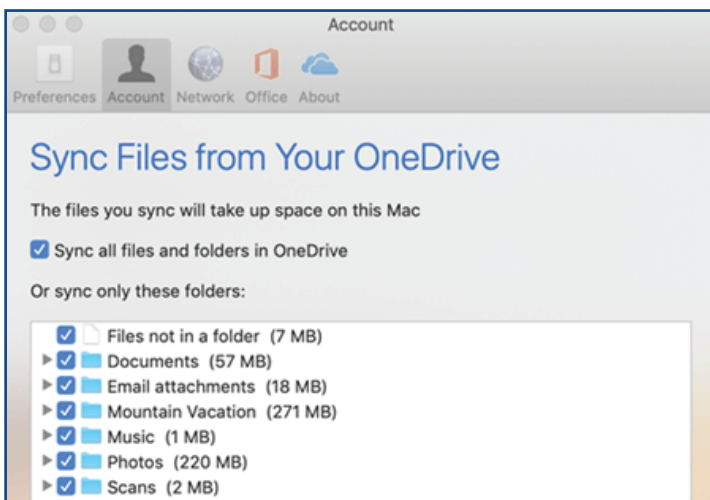 Account
Preferences Account Network Office About
Sync Files from Your OneDrive
The files you sync will take up space on this Mac
Sync all files and folders in OneDrive
Or sync only these folders:
Files not in a folder (7 MB)
Documents (57 MB)
Email attachments (18 MB)
Mountain Vacation (271 MB)
Music (1 MB)
Photos (220 MB)
Scans (2 MB)